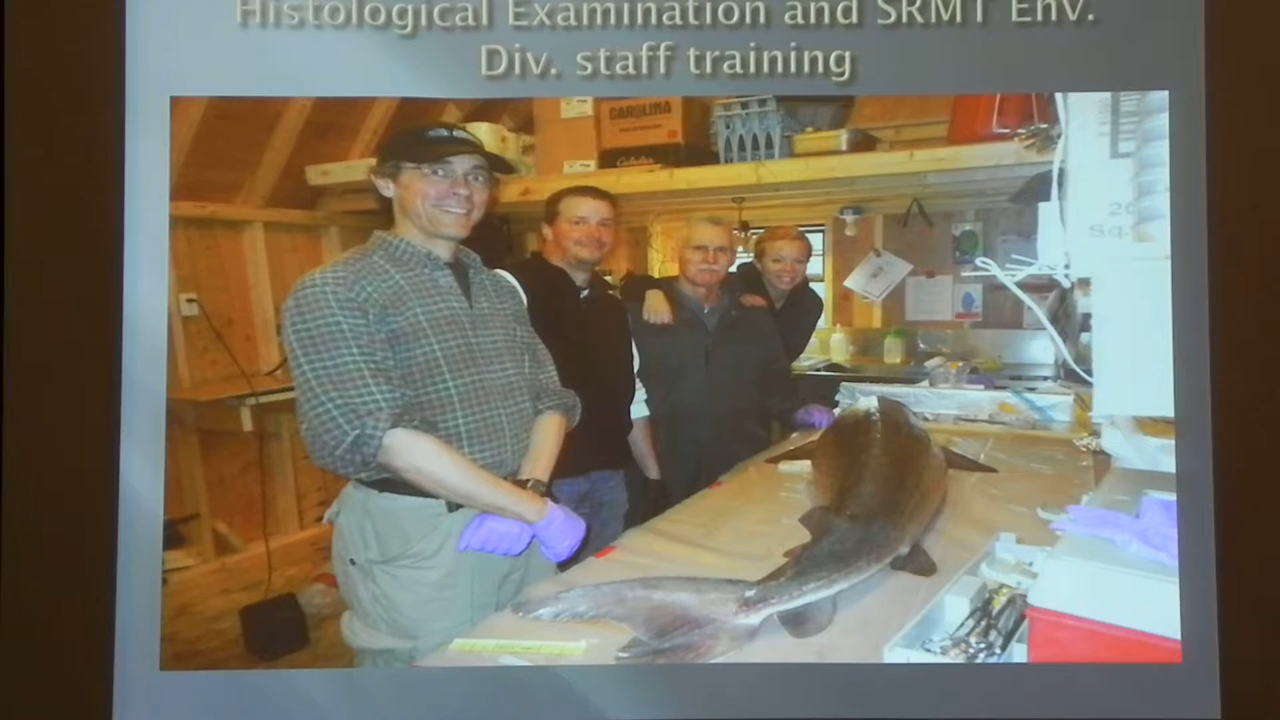 Histological Examination and SRMT Env.
Div. staff training
CAROLINA